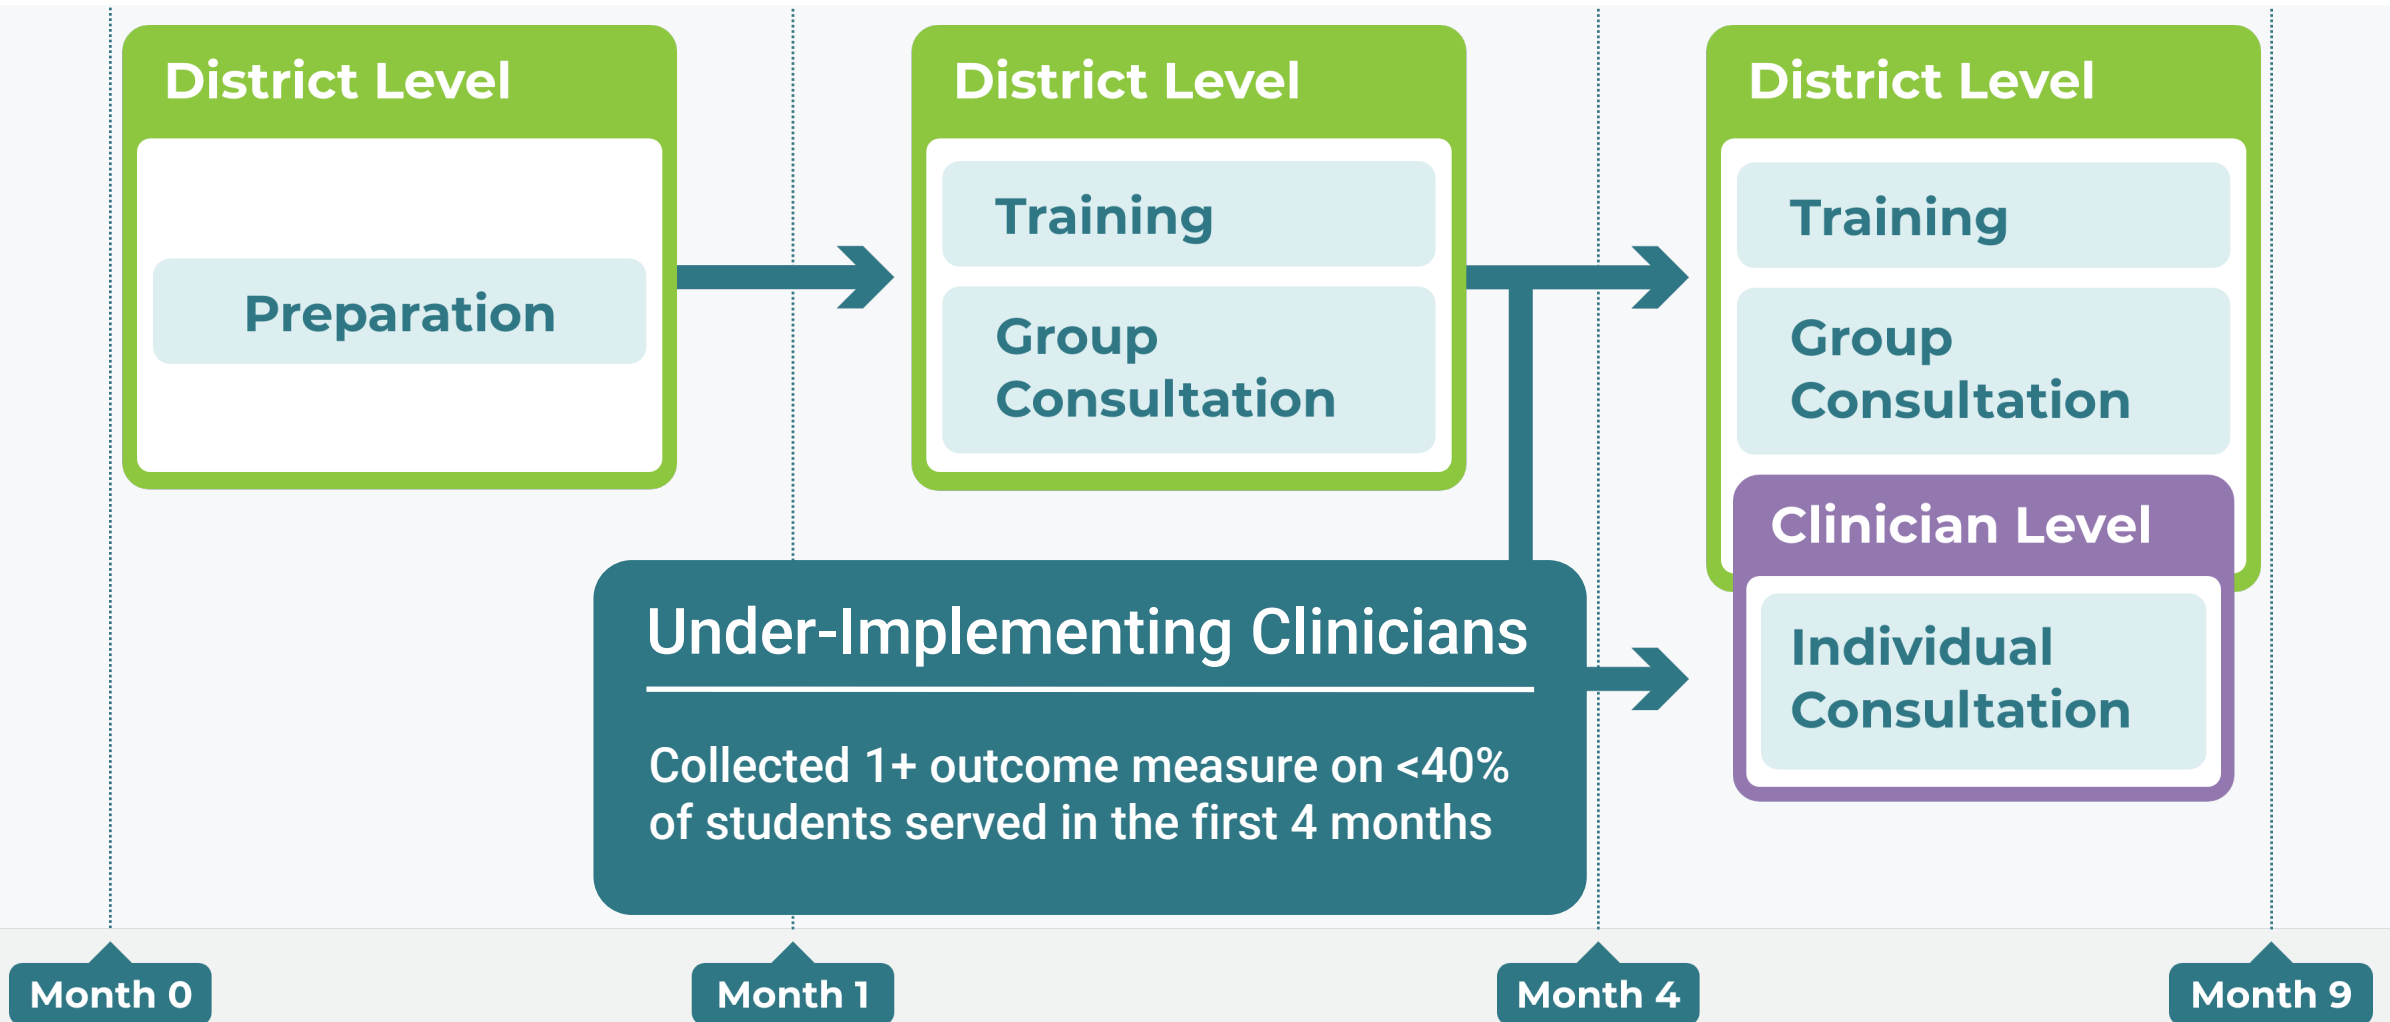 District Level
Preparation
District Level
Training
Group
Consultation
District Level
Training
Group
Consultation
Clinician Level
Individual
Consultation
Under-Implementing Clinicians
Collected 1+ outcome measure on <40%
of students served in the first 4 months
Month 0
Month 1
Month 4
Month 9